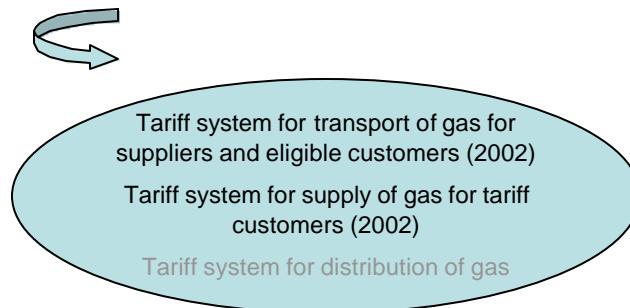 Tariff system for transport of gas for
suppliers and eligible customers (2002)
Tariff system for supply of gas for tariff
customers (2002)
Tariff system for distribution of gas